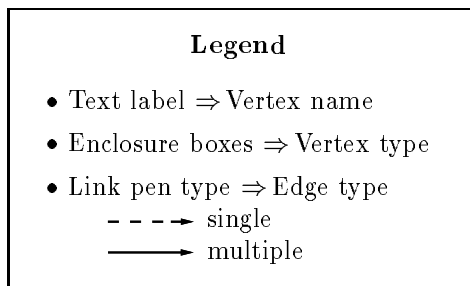 Legend
• Text label ⇒ Vertex name
• Enclosure boxes ⇒ Vertex type
• Link pen type ⇒ Edge type
single
multiple